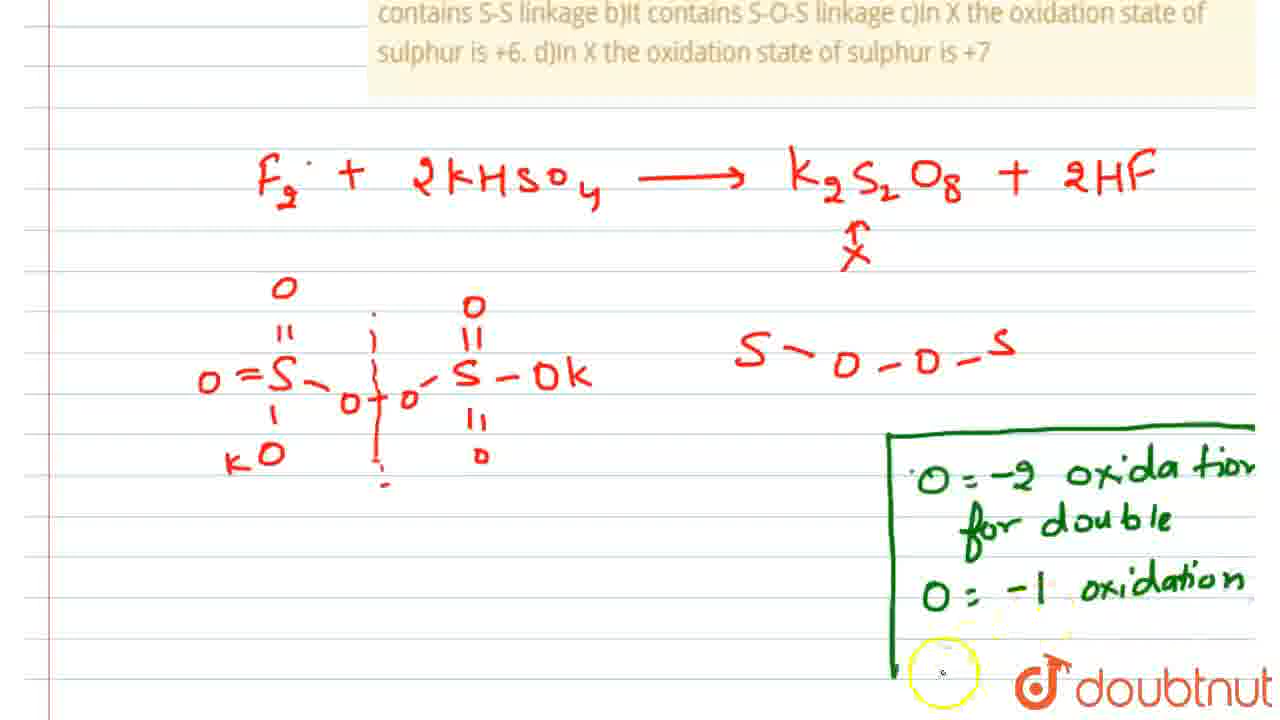 contains S-S linkage b)It contains S-O-S linkage c)In X the oxidation state of
sulphur is +6. d)In X the oxidation state of sulphur is +7
F₂ + 2KHSO₄ ⟶ K₂S₂O₈ + 2HF
↑
X
O O
|| ||
O=S-O-O-S-OK
| ||
KO O
S-O-O-S
O = -2 oxidation
for double
O = -1 oxidation
doubtnut